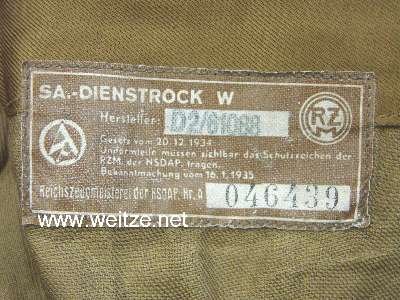 SA.-DIENSTROCK W
Hersteller: D2/81088
RZM
Gesetz vom 20.12.1934
Uniformteile müssen sichtbar das Schutzzeichen der
RZM. der NSDAP. tragen.
Bekanntmachung vom 16.1.1935
Reichszeugmeisterei der NSDAP. Nr. A 046439
www.weitze.net